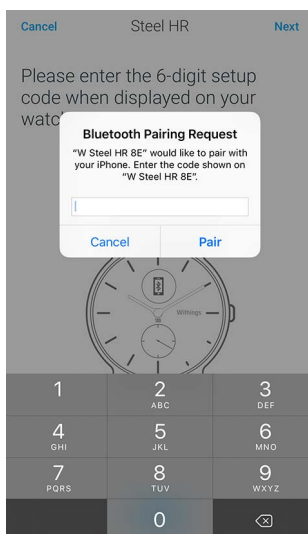 Cancel Steel HR Next
Please enter the 6-digit setup
code when displayed on your
Bluetooth Pairing Request
"W Steel HR 8E" would like to pair with
your iPhone. Enter the code shown on
"W Steel HR 8E".
Cancel Pair
Withings
1 2 3
ABC DEF
4 5 6
GHI JKL MNO
7 8 9
PQRS TUV WXYZ
0